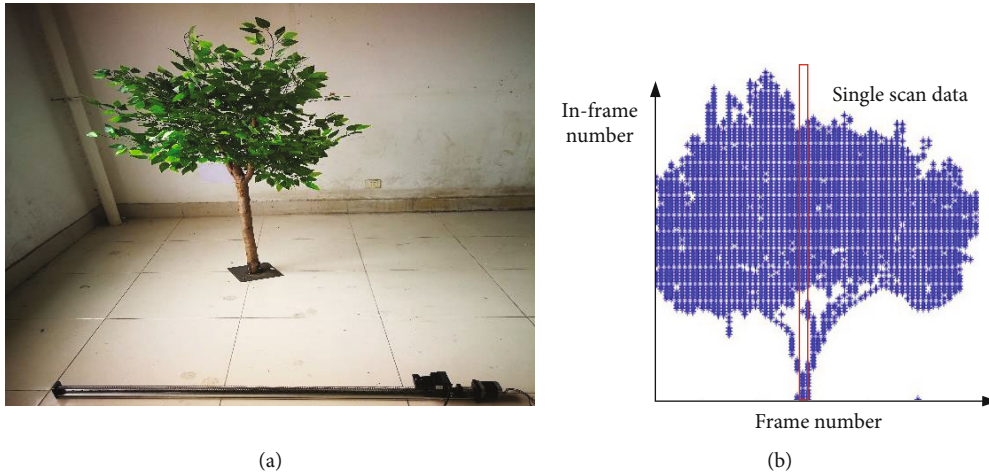 In-frame
number
Single scan data
Frame number
(a)
(b)